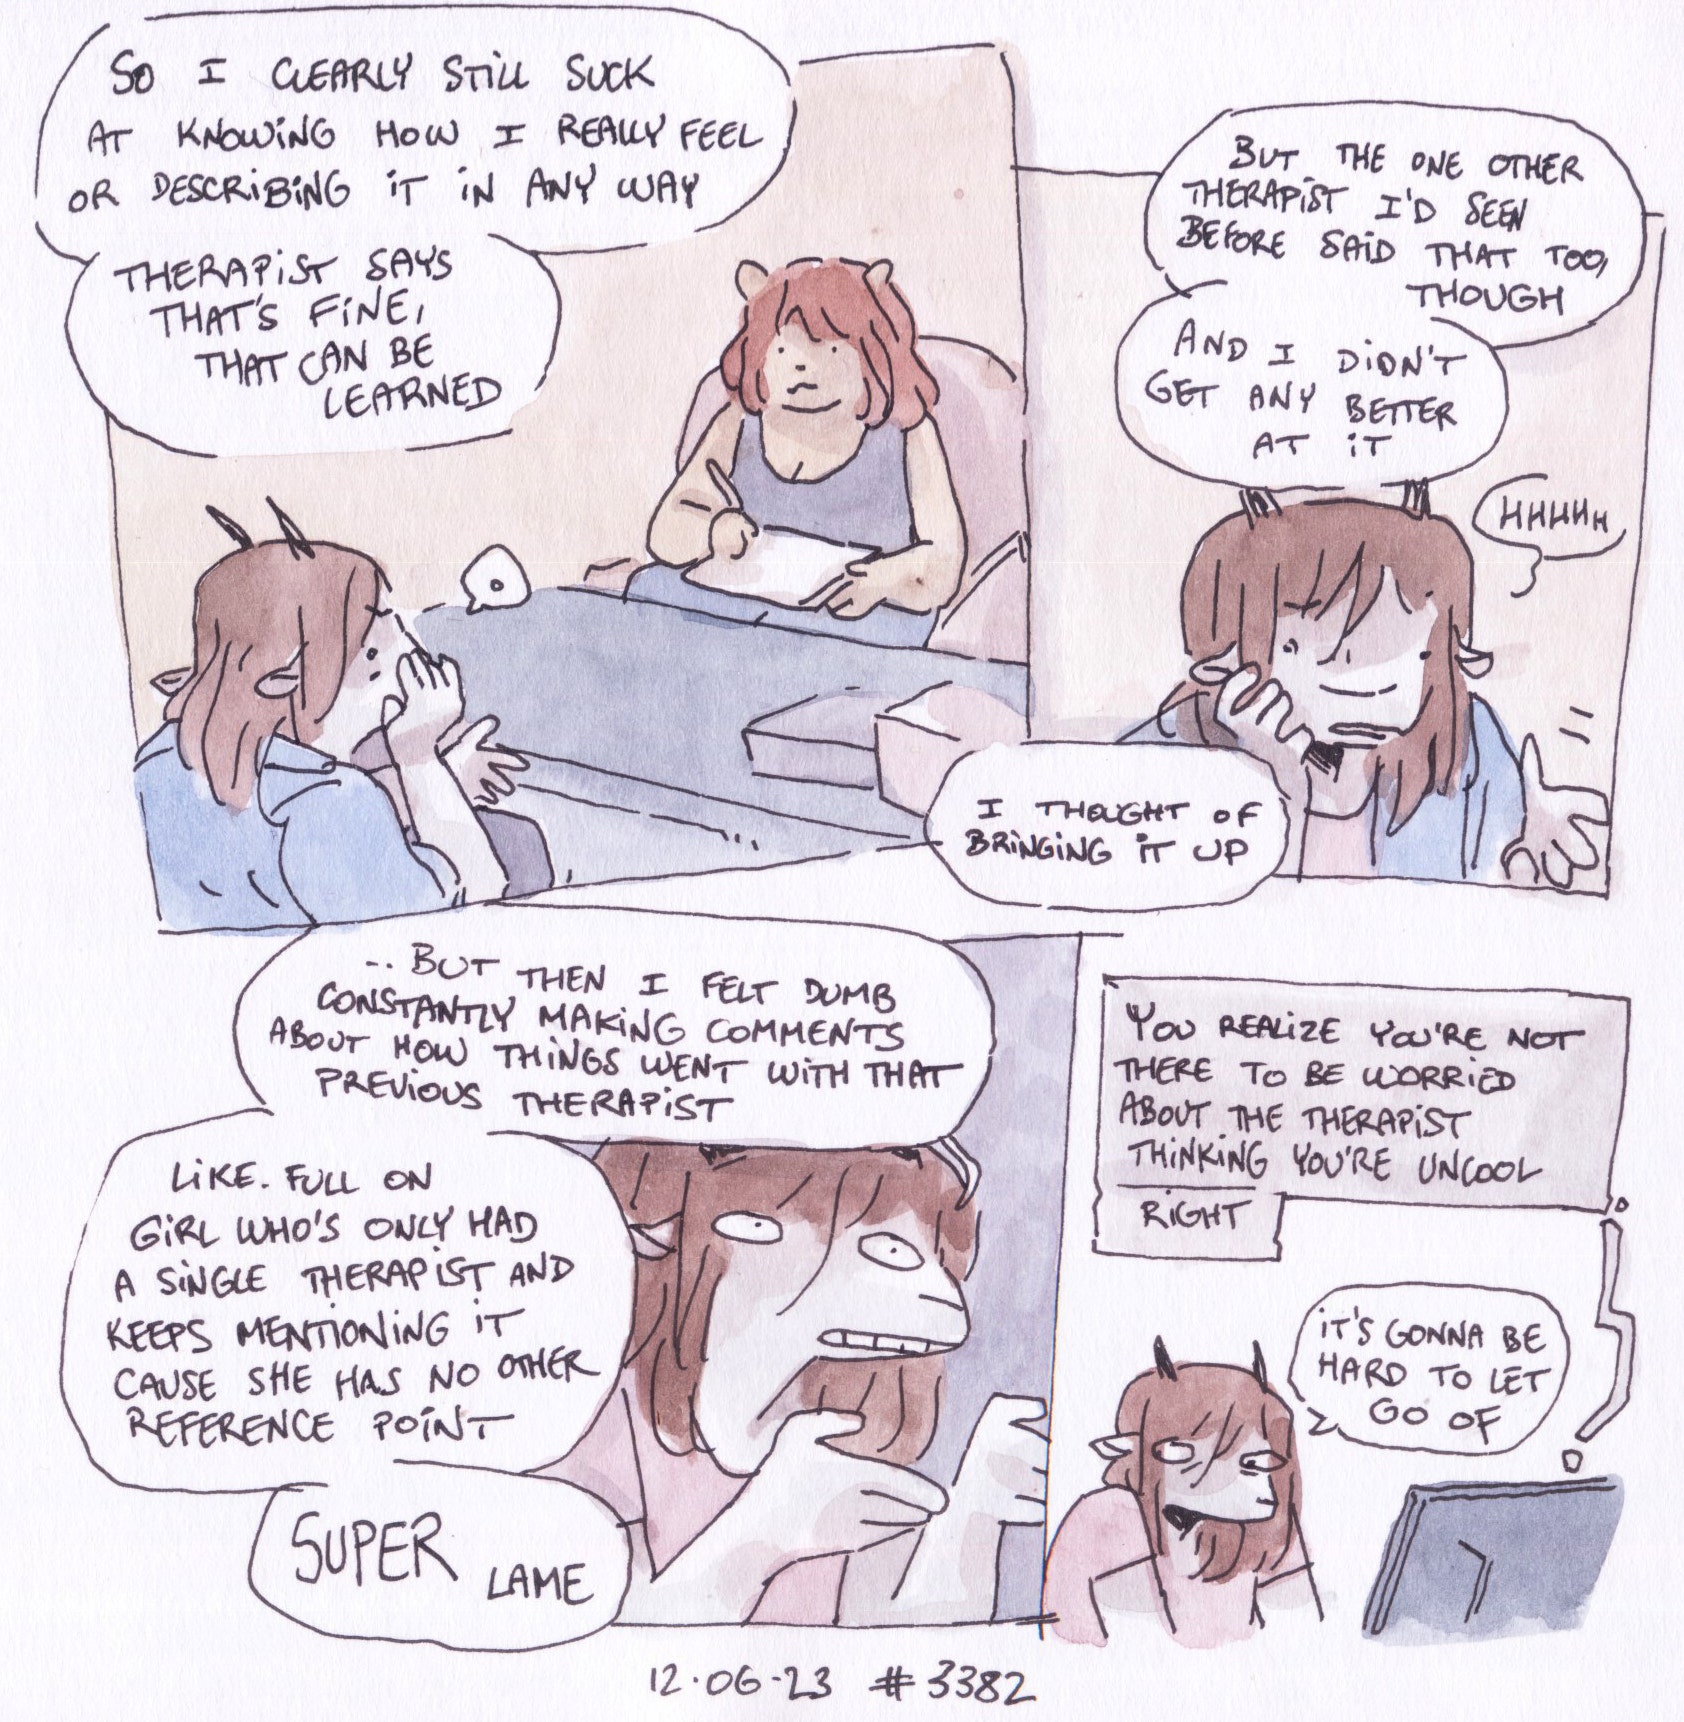 SO I CLEARLY STILL SUCK
AT KNOWING HOW I REALLY FEEL
OR DESCRIBING IT IN ANY WAY
THERAPIST SAYS
THAT'S FINE,
THAT CAN BE
LEARNED
BUT THE ONE OTHER
THERAPIST I'D SEEN
BEFORE SAID THAT TOO,
THOUGH
AND I DIDN'T
GET ANY BETTER
AT IT
HHHHH
I THOUGHT OF
BRINGING IT UP
.. BUT THEN I FELT DUMB
CONSTANTLY MAKING COMMENTS
ABOUT HOW THINGS WENT WITH THAT
PREVIOUS THERAPIST
LIKE. FULL ON
GIRL WHO'S ONLY HAD
A SINGLE THERAPIST AND
KEEPS MENTIONING IT
CAUSE SHE HAS NO OTHER
REFERENCE POINT
SUPER LAME
YOU REALIZE YOU'RE NOT
THERE TO BE WORRIED
ABOUT THE THERAPIST
THINKING YOU'RE UNCOOL
RIGHT
IT'S GONNA BE
HARD TO LET
GO OF
12.06.23 #3382